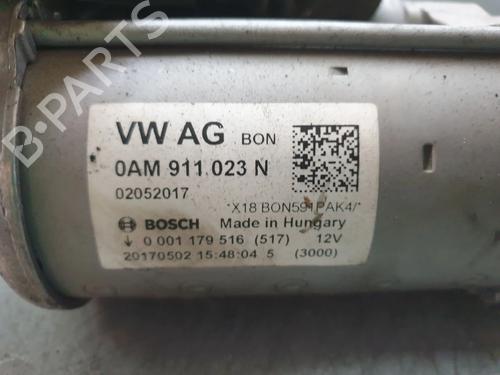 VW AG BON
0AM 911 023 N
02052017
*X18 BON591PAK4/*
BOSCH Made in Hungary
↓ 0 001 179 516 (517) 12V
20170502 15:48:04 5 (3000)
B-PARTS